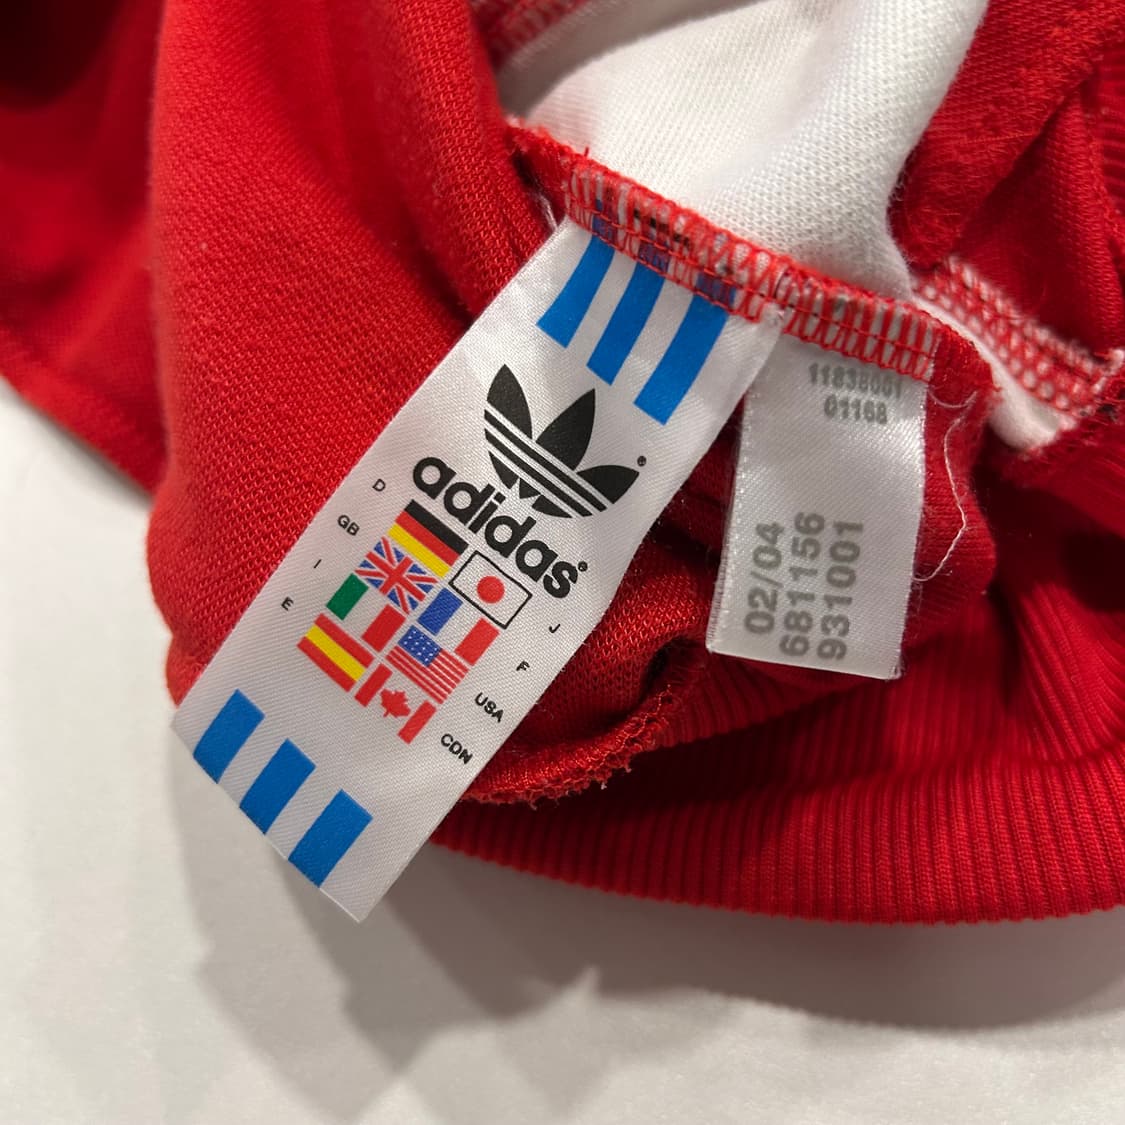 adidas®
D
GB
I
E
J
F
USA
CDN
11838001
01168
02/04
681156
931001